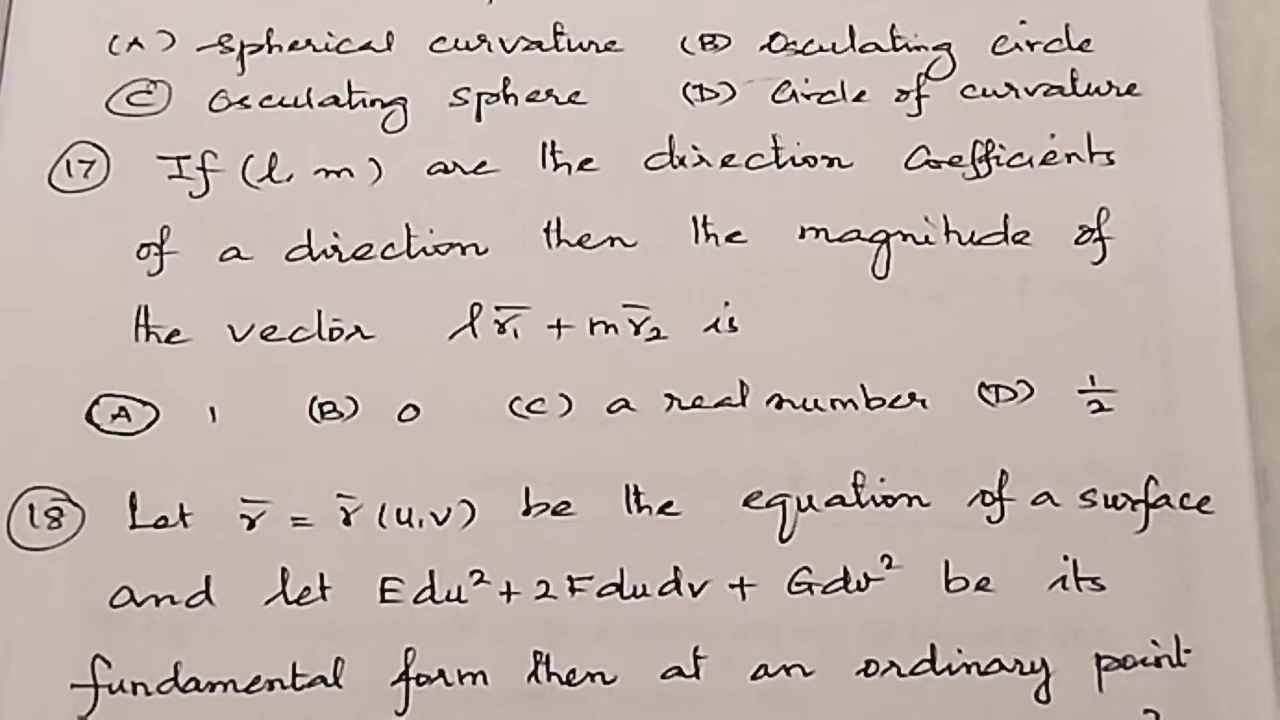 (A) spherical curvature (B) Osculating circle
(C) Osculating sphere (D) Circle of curvature
(17) If (l, m) are the direction Coefficients
of a direction then the magnitude of
the vector l r̄₁ + m r̄₂ is
(A) 1 (B) 0 (C) a real number (D) 1/2
(18) Let r̄ = r̄ (u,v) be the equation of a surface
and let Edu² + 2Fdudv + Gdv² be its
fundamental form then at an ordinary point